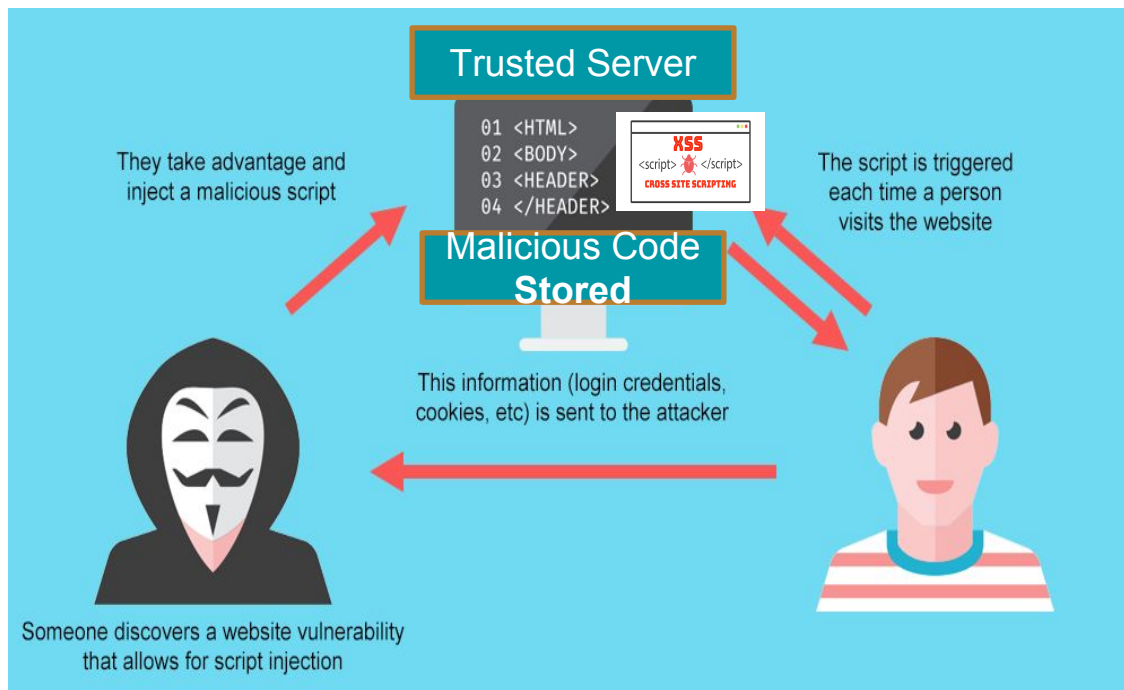 Trusted Server
01 <HTML>
02 <BODY>
03 <HEADER>
04 </HEADER>
XSS
<script> </script>
CROSS SITE SCRIPTING
They take advantage and
inject a malicious script
The script is triggered
each time a person
visits the website
Malicious Code
Stored
This information (login credentials,
cookies, etc) is sent to the attacker
Someone discovers a website vulnerability
that allows for script injection